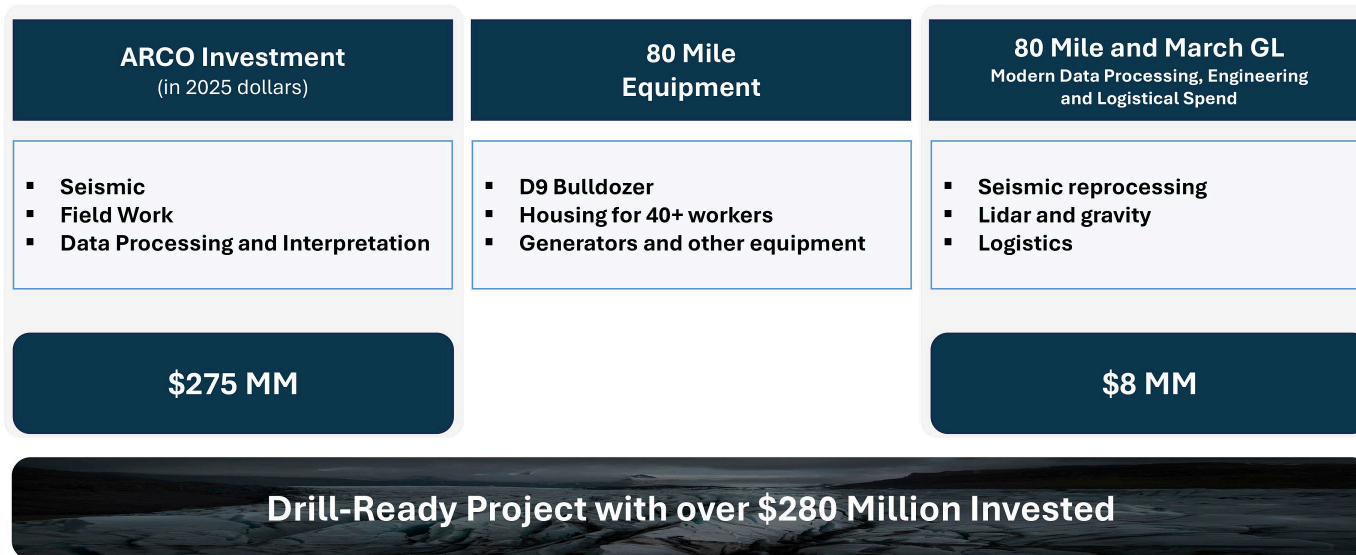 ARCO Investment
(in 2025 dollars)
▪ Seismic
▪ Field Work
▪ Data Processing and Interpretation
$275 MM
80 Mile
Equipment
▪ D9 Bulldozer
▪ Housing for 40+ workers
▪ Generators and other equipment
80 Mile and March GL
Modern Data Processing, Engineering
and Logistical Spend
▪ Seismic reprocessing
▪ Lidar and gravity
▪ Logistics
$8 MM
Drill-Ready Project with over $280 Million Invested